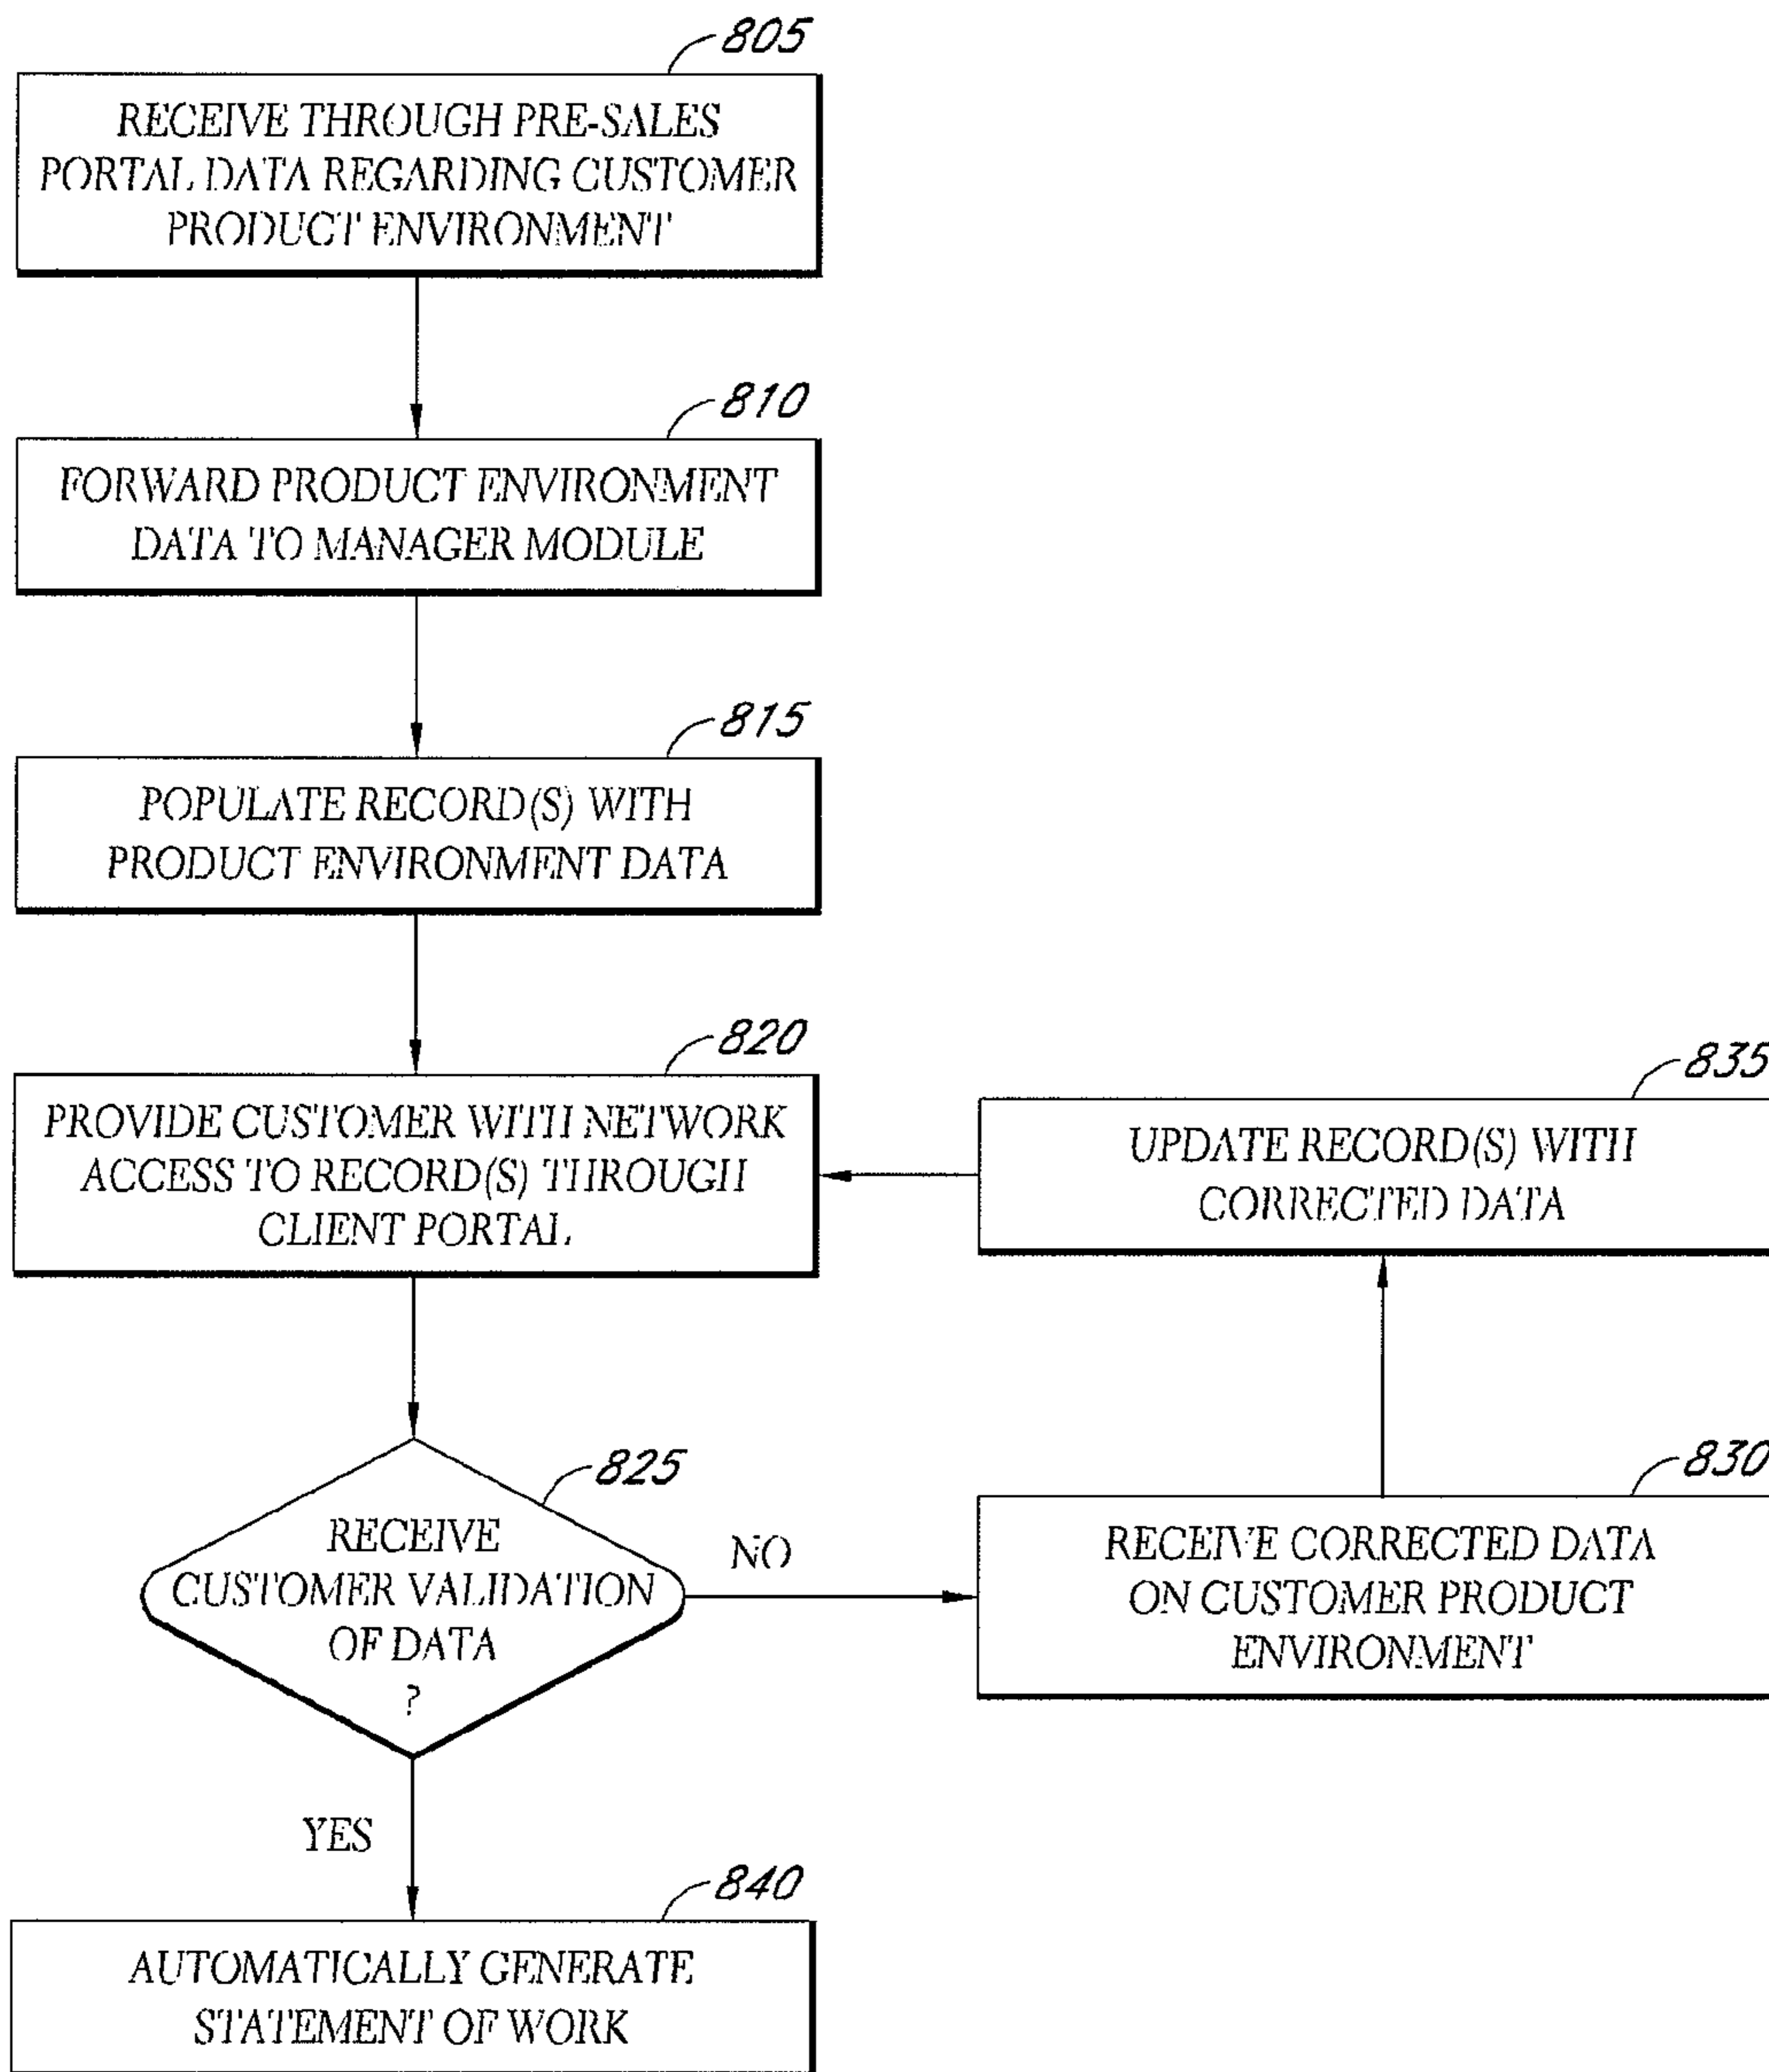 805
RECEIVE THROUGH PRE-SALES
PORTAL DATA REGARDING CUSTOMER
PRODUCT ENVIRONMENT
810
FORWARD PRODUCT ENVIRONMENT
DATA TO MANAGER MODULE
815
POPULATE RECORD(S) WITH
PRODUCT ENVIRONMENT DATA
820
PROVIDE CUSTOMER WITH NETWORK
ACCESS TO RECORD(S) THROUGH
CLIENT PORTAL
835
UPDATE RECORD(S) WITH
CORRECTED DATA
825
RECEIVE
CUSTOMER VALIDATION
OF DATA
?
NO
830
RECEIVE CORRECTED DATA
ON CUSTOMER PRODUCT
ENVIRONMENT
YES
840
AUTOMATICALLY GENERATE
STATEMENT OF WORK